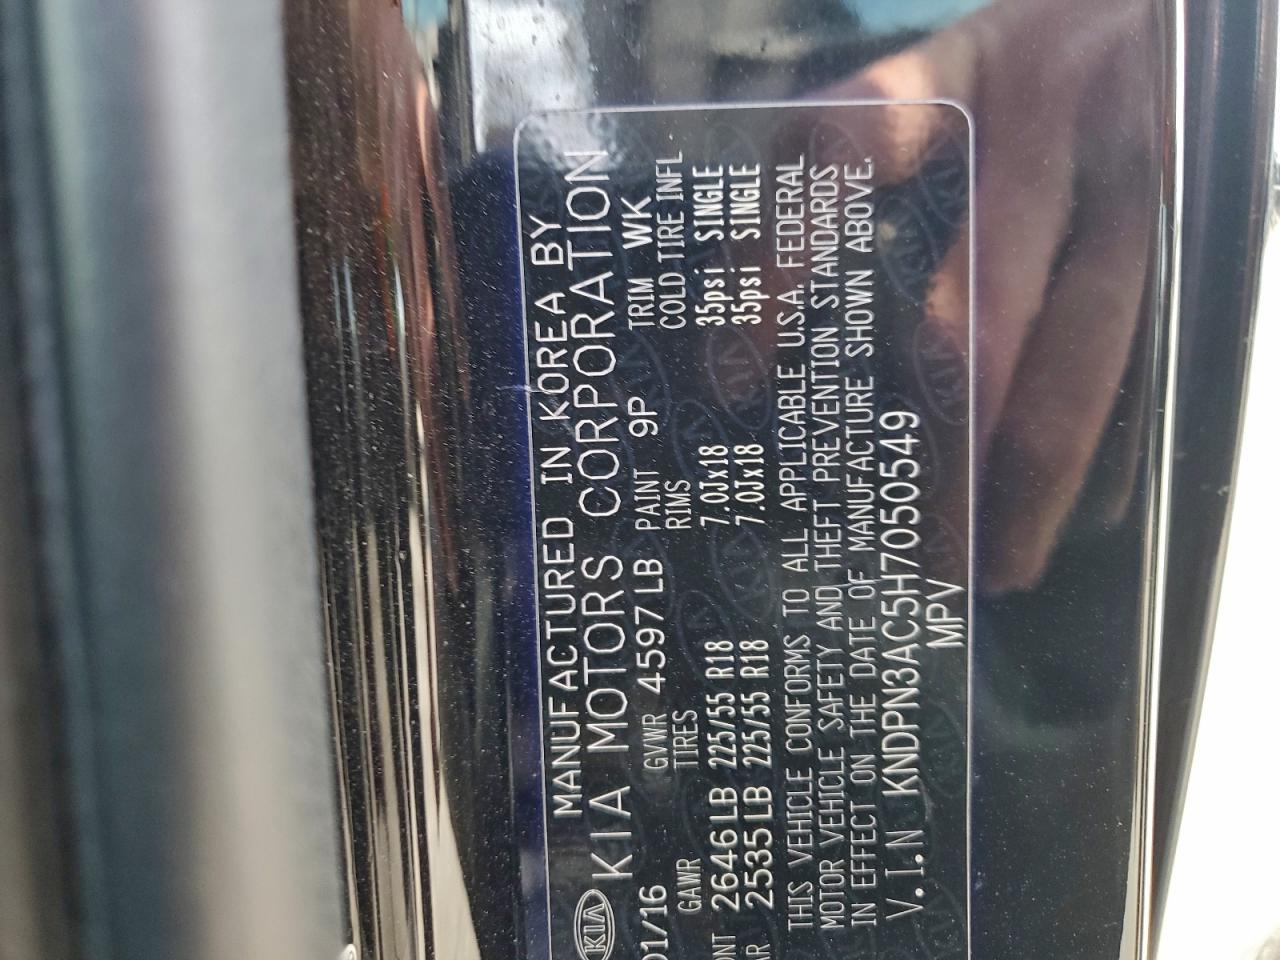 MANUFACTURED IN KOREA BY
KIA KIA MOTORS CORPORATION
01/16 GVWR 4597 LB PAINT 9P TRIM WK
GAWR TIRES RIMS COLD TIRE INFL
ONT 2646 LB 225/55 R18 7.0Jx18 35psi SINGLE
AR 2535 LB 225/55 R18 7.0Jx18 35psi SINGLE
THIS VEHICLE CONFORMS TO ALL APPLICABLE U.S.A. FEDERAL
MOTOR VEHICLE SAFETY AND THEFT PREVENTION STANDARDS
IN EFFECT ON THE DATE OF MANUFACTURE SHOWN ABOVE.
V.I.N KNDPN3AC5H7050549
MPV